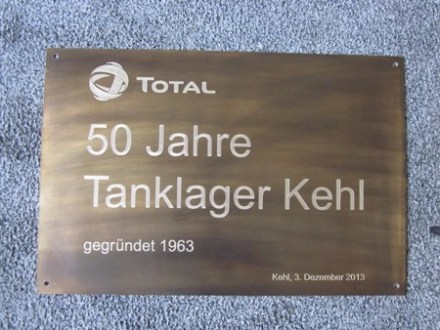 TOTAL
50 Jahre
Tanklager Kehl
gegründet 1963
Kehl, 3. Dezember 2013